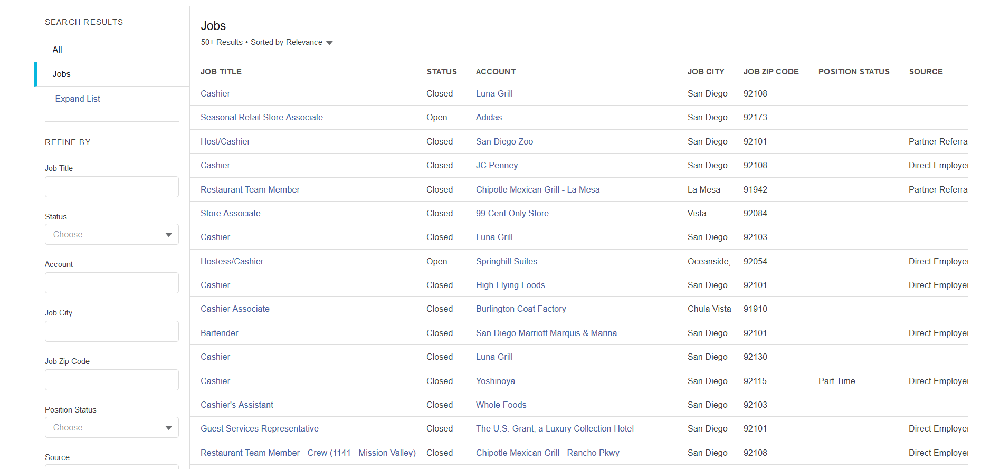 SEARCH RESULTS
All
Jobs
Expand List
REFINE BY
Job Title
Status
Choose...
Account
Job City
Job Zip Code
Position Status
Choose...
Source
Jobs
50+ Results • Sorted by Relevance
JOB TITLE STATUS ACCOUNT JOB CITY JOB ZIP CODE POSITION STATUS SOURCE
Cashier Closed Luna Grill San Diego 92108
Seasonal Retail Store Associate Open Adidas San Diego 92173
Host/Cashier Closed San Diego Zoo San Diego 92101 Partner Referra
Cashier Closed JC Penney San Diego 92108 Direct Employer
Restaurant Team Member Closed Chipotle Mexican Grill - La Mesa La Mesa 91942 Partner Referra
Store Associate Closed 99 Cent Only Store Vista 92084
Cashier Closed Luna Grill San Diego 92103
Hostess/Cashier Open Springhill Suites Oceanside, 92054 Direct Employer
Cashier Closed High Flying Foods San Diego 92101 Direct Employer
Cashier Associate Closed Burlington Coat Factory Chula Vista 91910
Bartender Closed San Diego Marriott Marquis & Marina San Diego 92101 Direct Employer
Cashier Closed Luna Grill San Diego 92130
Cashier Closed Yoshinoya San Diego 92115 Part Time Direct Employer
Cashier's Assistant Closed Whole Foods San Diego 92103
Guest Services Representative Closed The U.S. Grant, a Luxury Collection Hotel San Diego 92101 Direct Employer
Restaurant Team Member - Crew (1141 - Mission Valley) Closed Chipotle Mexican Grill - Rancho Pkwy San Diego 92108 Direct Employer